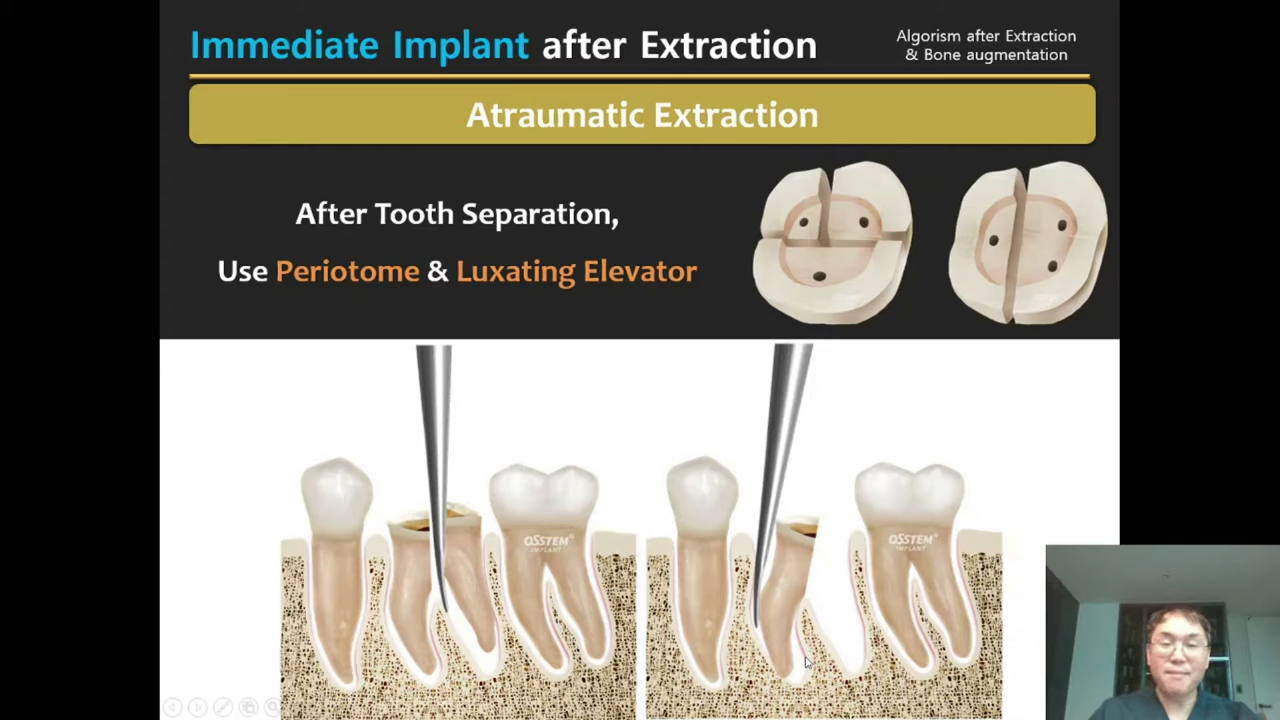 Immediate Implant after Extraction
Algorism after Extraction
& Bone augmentation
Atraumatic Extraction
After Tooth Separation,
Use Periotome & Luxating Elevator
OSSTEM®
IMPLANT
OSSTEM®
IMPLANT